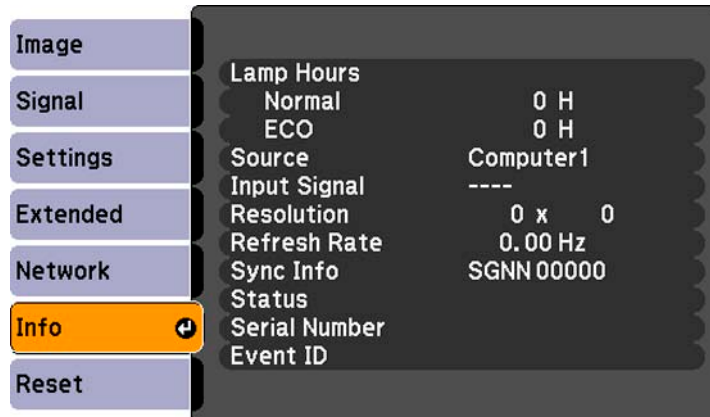 Image
Signal
Settings
Extended
Network
Info
Reset
Lamp Hours
Normal 0 H
ECO 0 H
Source Computer1
Input Signal ----
Resolution 0 x 0
Refresh Rate 0.00 Hz
Sync Info SGNN 00000
Status
Serial Number
Event ID